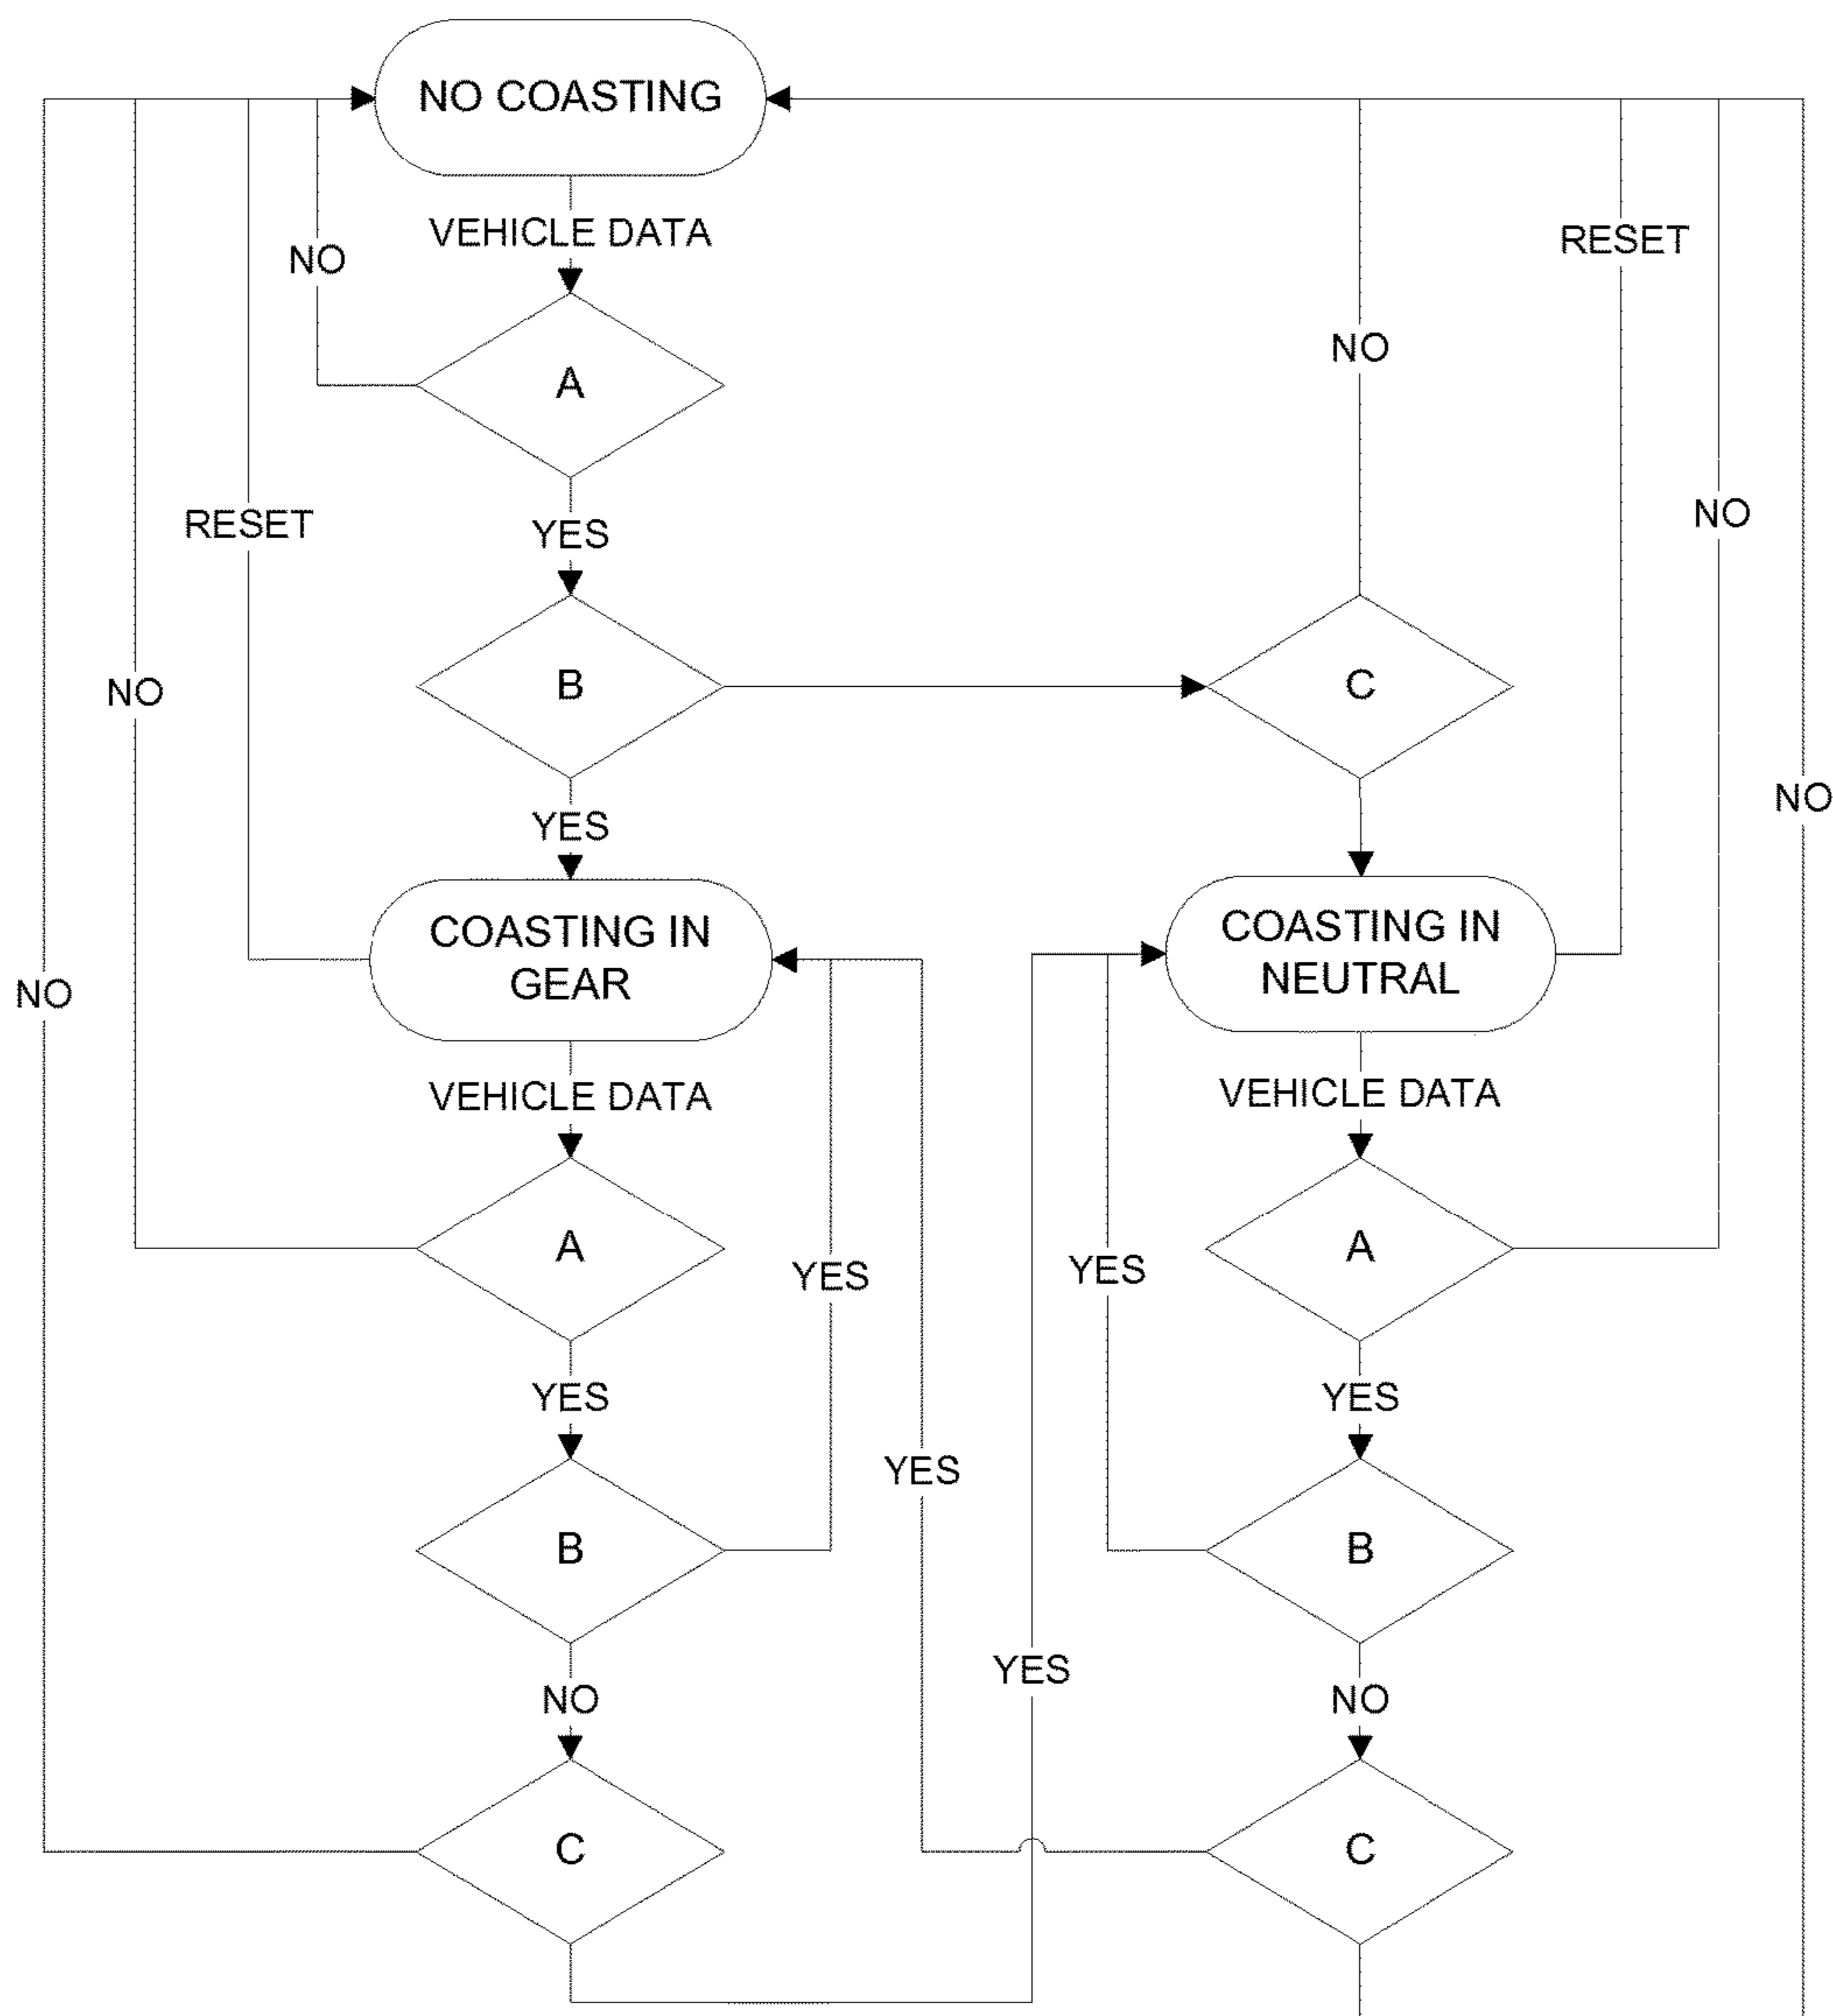 NO COASTING
VEHICLE DATA
RESET
NO
NO
A
NO
RESET
YES
NO
B
C
NO
NO
YES
COASTING IN
GEAR
COASTING IN
NEUTRAL
NO
VEHICLE DATA
VEHICLE DATA
A
YES
YES
A
YES
YES
YES
B
B
YES
NO
NO
C
C